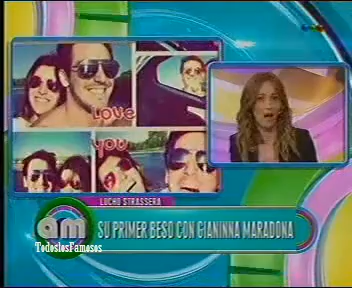 LOVE
YOU
LUCHO STRASSERA
am
SU PRIMER BESO CON GIANINNA MARADONA
TodoslosFamosos